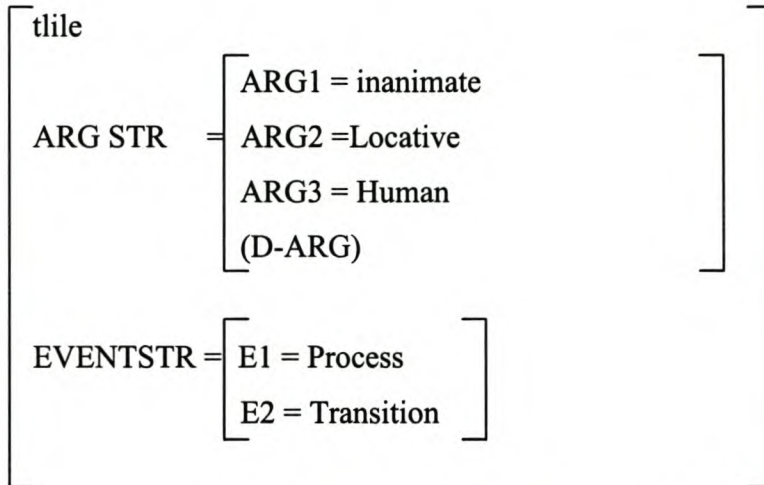 tlile
ARG1 = inanimate
ARG STR = ARG2 =Locative
ARG3 = Human
(D-ARG)
EVENTSTR = E1 = Process
E2 = Transition